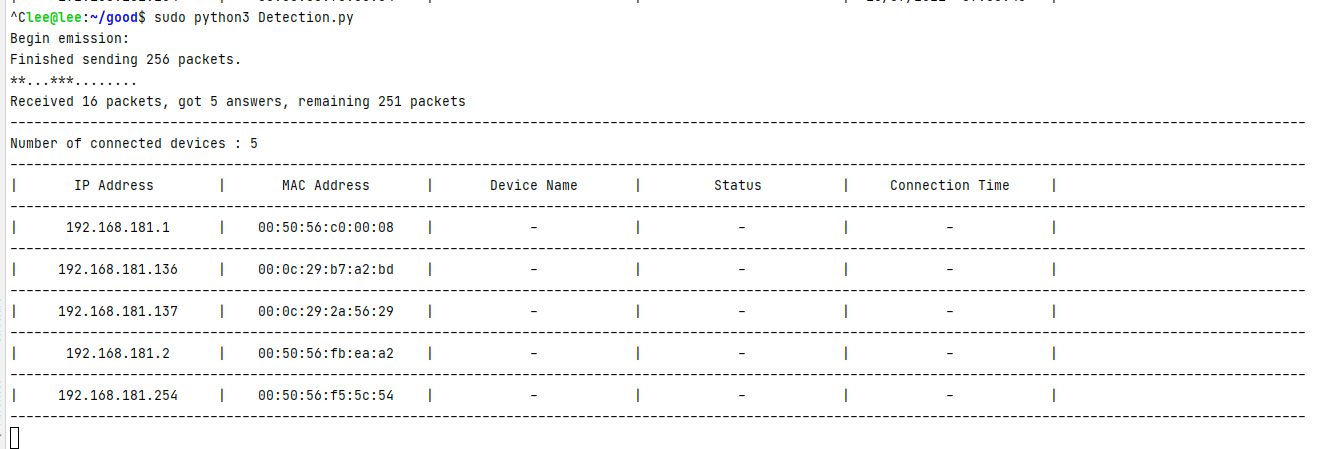 ^Clee@lee:~/good$ sudo python3 Detection.py
Begin emission:
Finished sending 256 packets.
**...***........
Received 16 packets, got 5 answers, remaining 251 packets
------------------------------------------------------------------------------------------------------------------------------------------------------------------
Number of connected devices : 5
------------------------------------------------------------------------------------------------------------------------------------------------------------------
| IP Address | MAC Address | Device Name | Status | Connection Time |
------------------------------------------------------------------------------------------------------------------------------------------------------------------
| 192.168.181.1 | 00:50:56:c0:00:08 | - | - | - |
------------------------------------------------------------------------------------------------------------------------------------------------------------------
| 192.168.181.136 | 00:0c:29:b7:a2:bd | - | - | - |
------------------------------------------------------------------------------------------------------------------------------------------------------------------
| 192.168.181.137 | 00:0c:29:2a:56:29 | - | - | - |
------------------------------------------------------------------------------------------------------------------------------------------------------------------
| 192.168.181.2 | 00:50:56:fb:ea:a2 | - | - | - |
------------------------------------------------------------------------------------------------------------------------------------------------------------------
| 192.168.181.254 | 00:50:56:f5:5c:54 | - | - | - |
------------------------------------------------------------------------------------------------------------------------------------------------------------------